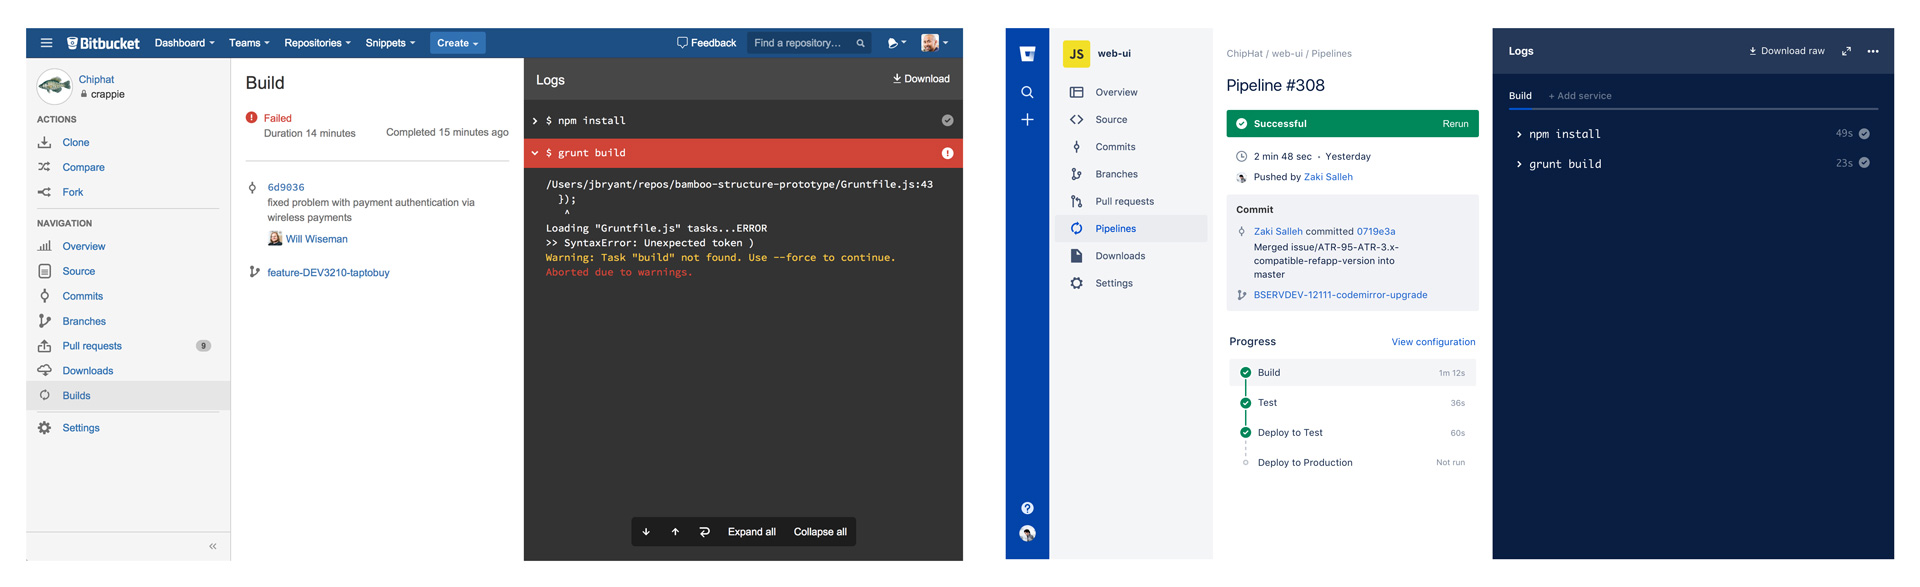 Bitbucket Dashboard Teams Repositories Snippets Create Feedback Find a repository...
Chiphat
crappie
ACTIONS
Clone
Compare
Fork
NAVIGATION
Overview
Source
Commits
Branches
Pull requests 9
Downloads
Builds
Settings
«
Build
Failed
Duration 14 minutes Completed 15 minutes ago
6d9036
fixed problem with payment authentication via
wireless payments
Will Wiseman
feature-DEV3210-taptobuy
Logs Download
$ npm install
$ grunt build
/Users/jbryant/repos/bamboo-structure-prototype/Gruntfile.js:43
});
^
Loading "Gruntfile.js" tasks...ERROR
>> SyntaxError: Unexpected token )
Warning: Task "build" not found. Use --force to continue.
Aborted due to warnings.
Expand all Collapse all
JS web-ui
Overview
Source
Commits
Branches
Pull requests
Pipelines
Downloads
Settings
ChipHat / web-ui / Pipelines
Pipeline #308
Successful Rerun
2 min 48 sec · Yesterday
Pushed by Zaki Salleh
Commit
Zaki Salleh committed 0719e3a
Merged issue/ATR-95-ATR-3.x-
compatible-refapp-version into
master
BSERVDEV-12111-codemirror-upgrade
Progress View configuration
Build 1m 12s
Test 36s
Deploy to Test 60s
Deploy to Production Not run
Logs Download raw
Build + Add service
npm install 49s
grunt build 23s